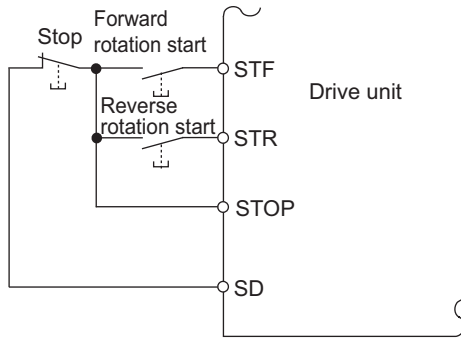 Forward
rotation start
Stop
STF
Drive unit
Reverse
rotation start
STR
STOP
SD